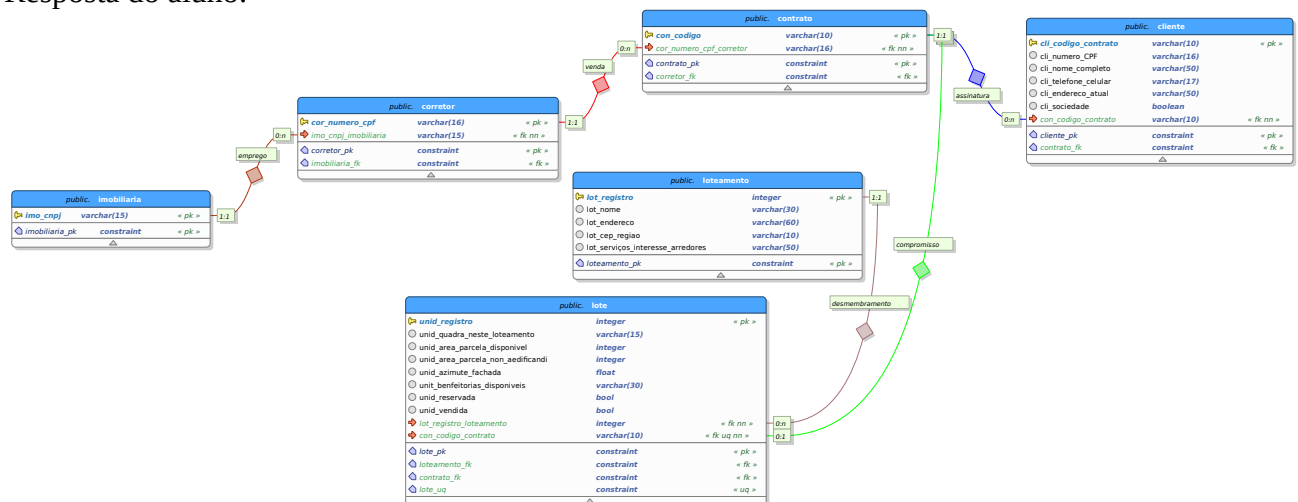 Resposta do aluno:
public. contrato
con_codigo varchar(10) « pk »
cor_numero_cpf_corretor varchar(16) « fk nn »
contrato_pk constraint « pk »
corretor_fk constraint « fk »
public. cliente
cli_codigo_contrato varchar(10) « pk »
cli_numero_CPF varchar(16)
cli_nome_completo varchar(50)
cli_telefone_celular varchar(17)
cli_endereco_atual varchar(50)
cli_sociedade boolean
con_codigo_contrato varchar(10) « fk nn »
cliente_pk constraint « pk »
contrato_fk constraint « fk »
1:1
0:n
venda
assinatura
0:n
public. corretor
cor_numero_cpf varchar(16) « pk »
imo_cnpj_imobiliaria varchar(15) « fk nn »
corretor_pk constraint « pk »
imobiliaria_fk constraint « fk »
1:1
0:n
emprego
public. imobiliaria
imo_cnpj varchar(15) « pk »
imobiliaria_pk constraint « pk »
1:1
public. loteamento
lot_registro integer « pk »
lot_nome varchar(30)
lot_endereco varchar(60)
lot_cep_regiao varchar(10)
lot_serviços_interesse_arredores varchar(50)
loteamento_pk constraint « pk »
1:1
compromisso
desmembramento
public. lote
unid_registro integer « pk »
unid_quadra_neste_loteamento varchar(15)
unid_area_parcela_disponivel integer
unid_area_parcela_non_aedificandi integer
unid_azimute_fachada float
unit_benfeitorias_disponiveis varchar(30)
unid_reservada bool
unid_vendida bool
lot_registro_loteamento integer « fk nn »
con_codigo_contrato varchar(10) « fk uq nn »
lote_pk constraint « pk »
loteamento_fk constraint « fk »
contrato_fk constraint « fk »
lote_uq constraint « uq »
0:n
0:1